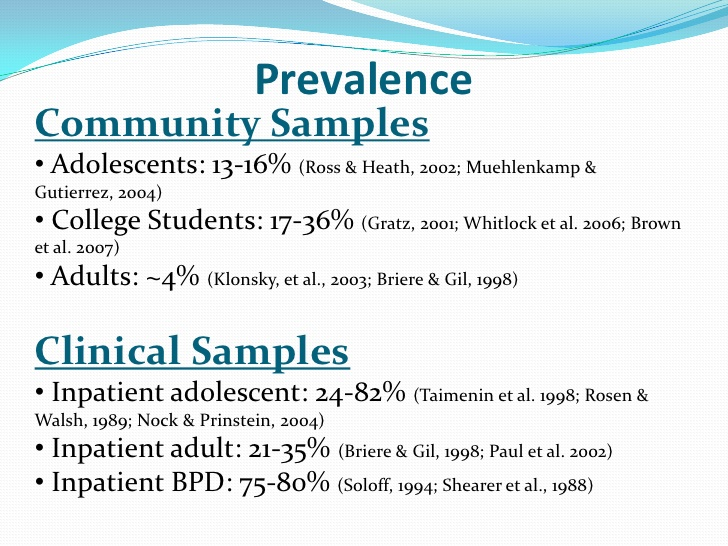 Prevalence
Community Samples
• Adolescents: 13-16% (Ross & Heath, 2002; Muehlenkamp &
Gutierrez, 2004)
• College Students: 17-36% (Gratz, 2001; Whitlock et al. 2006; Brown
et al. 2007)
• Adults: ~4% (Klonsky, et al., 2003; Briere & Gil, 1998)
Clinical Samples
• Inpatient adolescent: 24-82% (Taimenin et al. 1998; Rosen &
Walsh, 1989; Nock & Prinstein, 2004)
• Inpatient adult: 21-35% (Briere & Gil, 1998; Paul et al. 2002)
• Inpatient BPD: 75-80% (Soloff, 1994; Shearer et al., 1988)